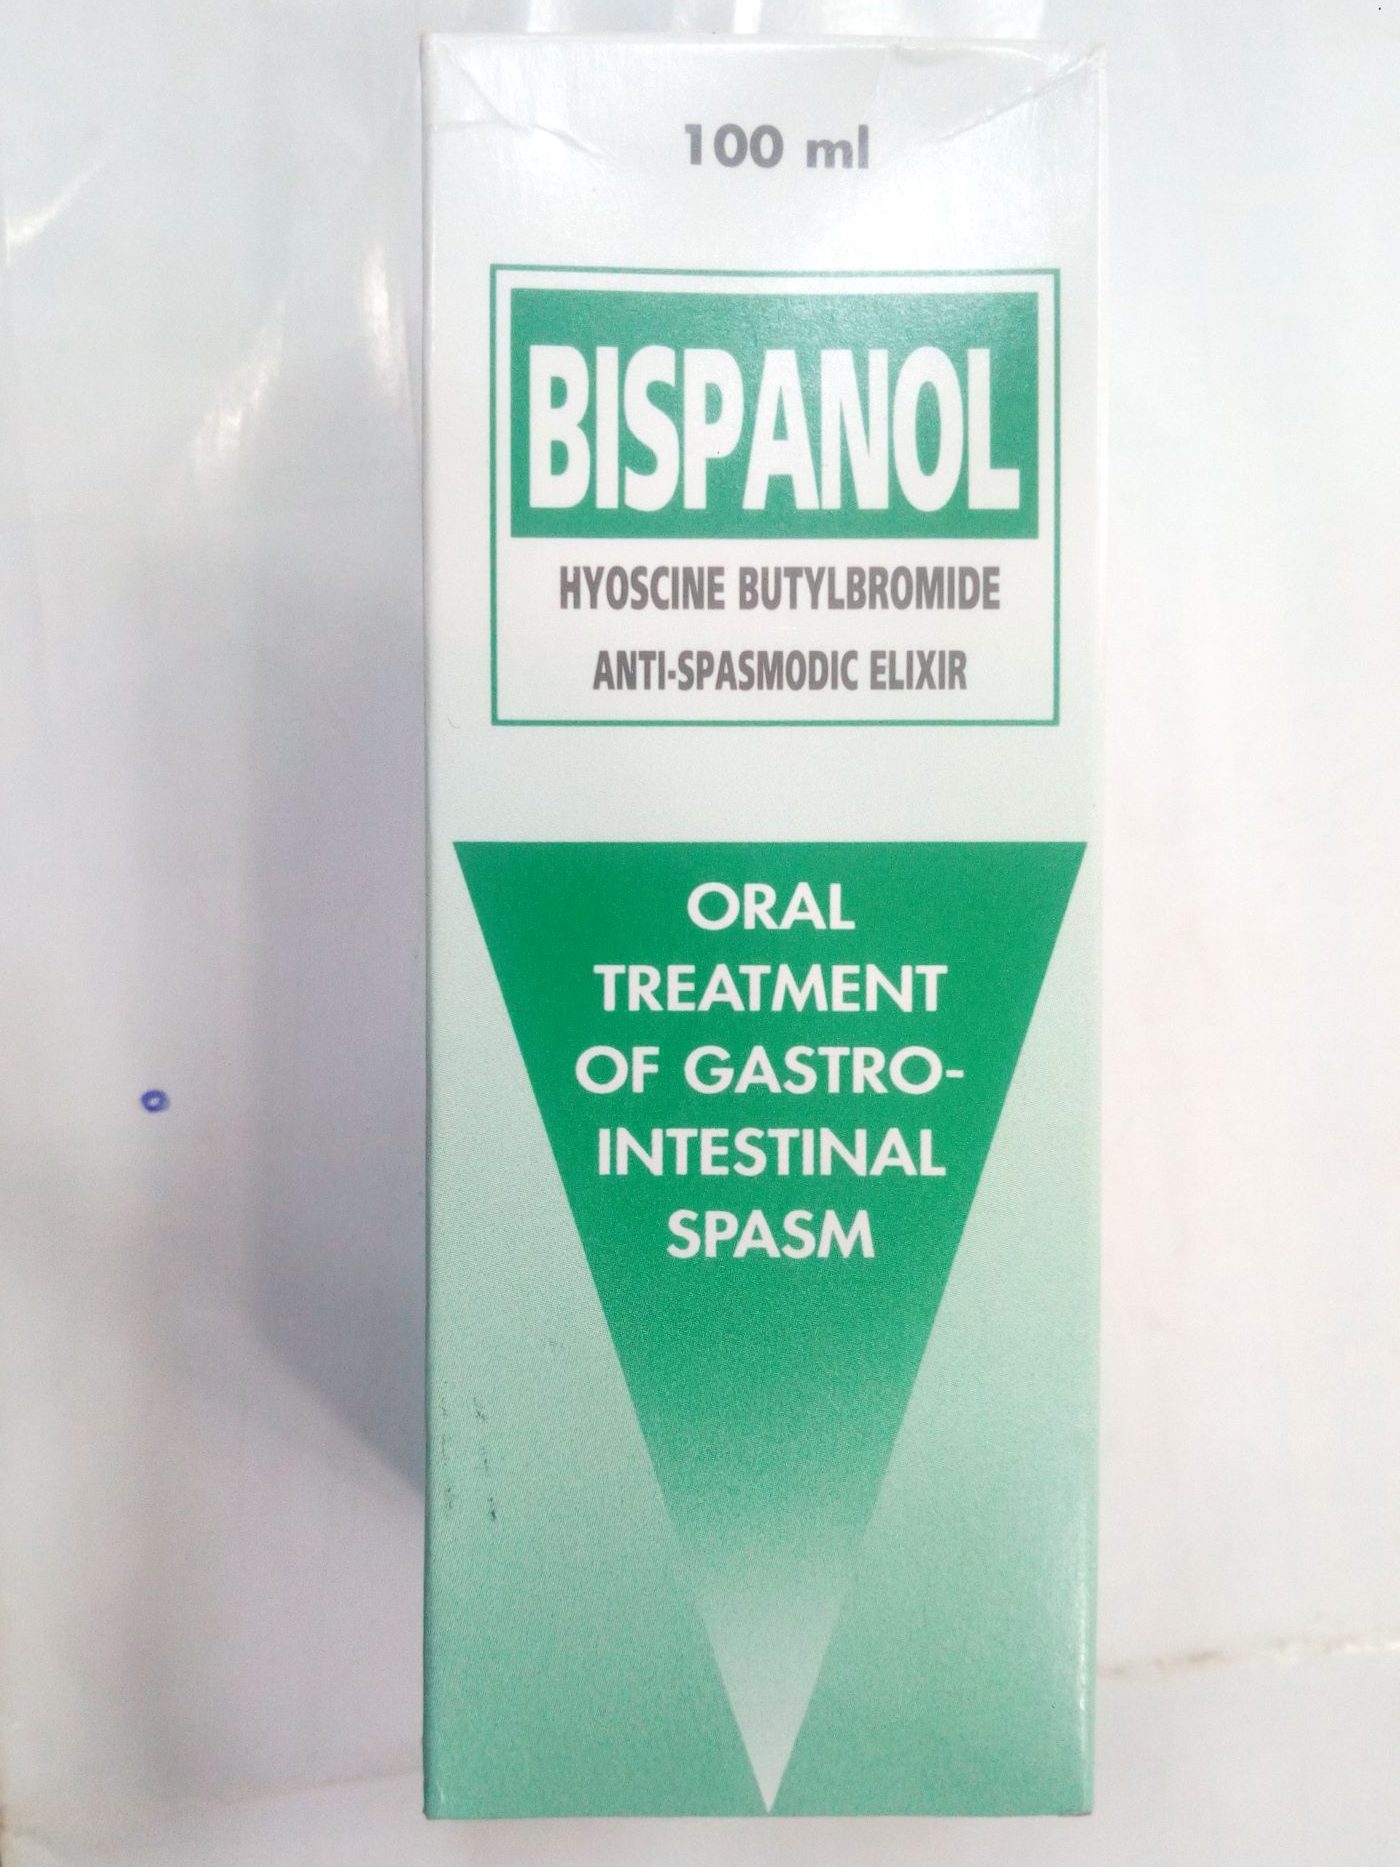 100 ml
BISPANOL
HYOSCINE BUTYLBROMIDE
ANTI-SPASMODIC ELIXIR
ORAL
TREATMENT
OF GASTRO-
INTESTINAL
SPASM